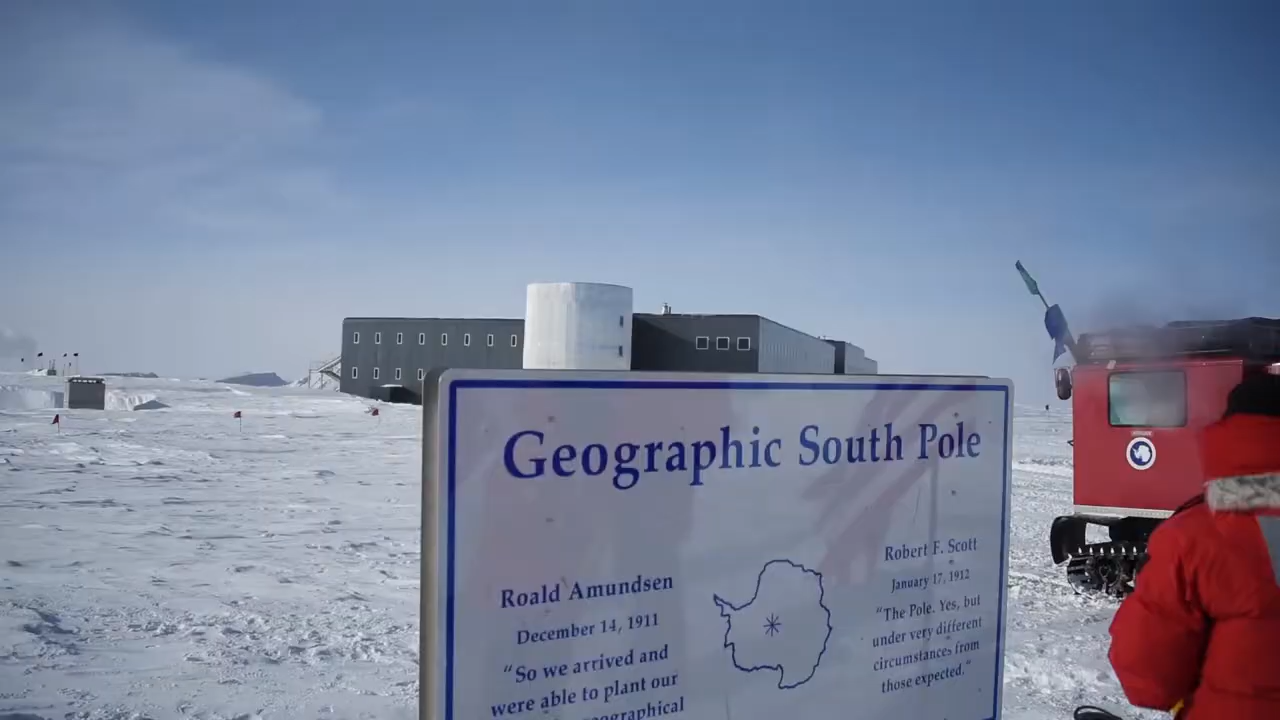 Geographic South Pole
Roald Amundsen
December 14, 1911
“So we arrived and
were able to plant our
geographical
Robert F. Scott
January 17, 1912
“The Pole. Yes, but
under very different
circumstances from
those expected.”